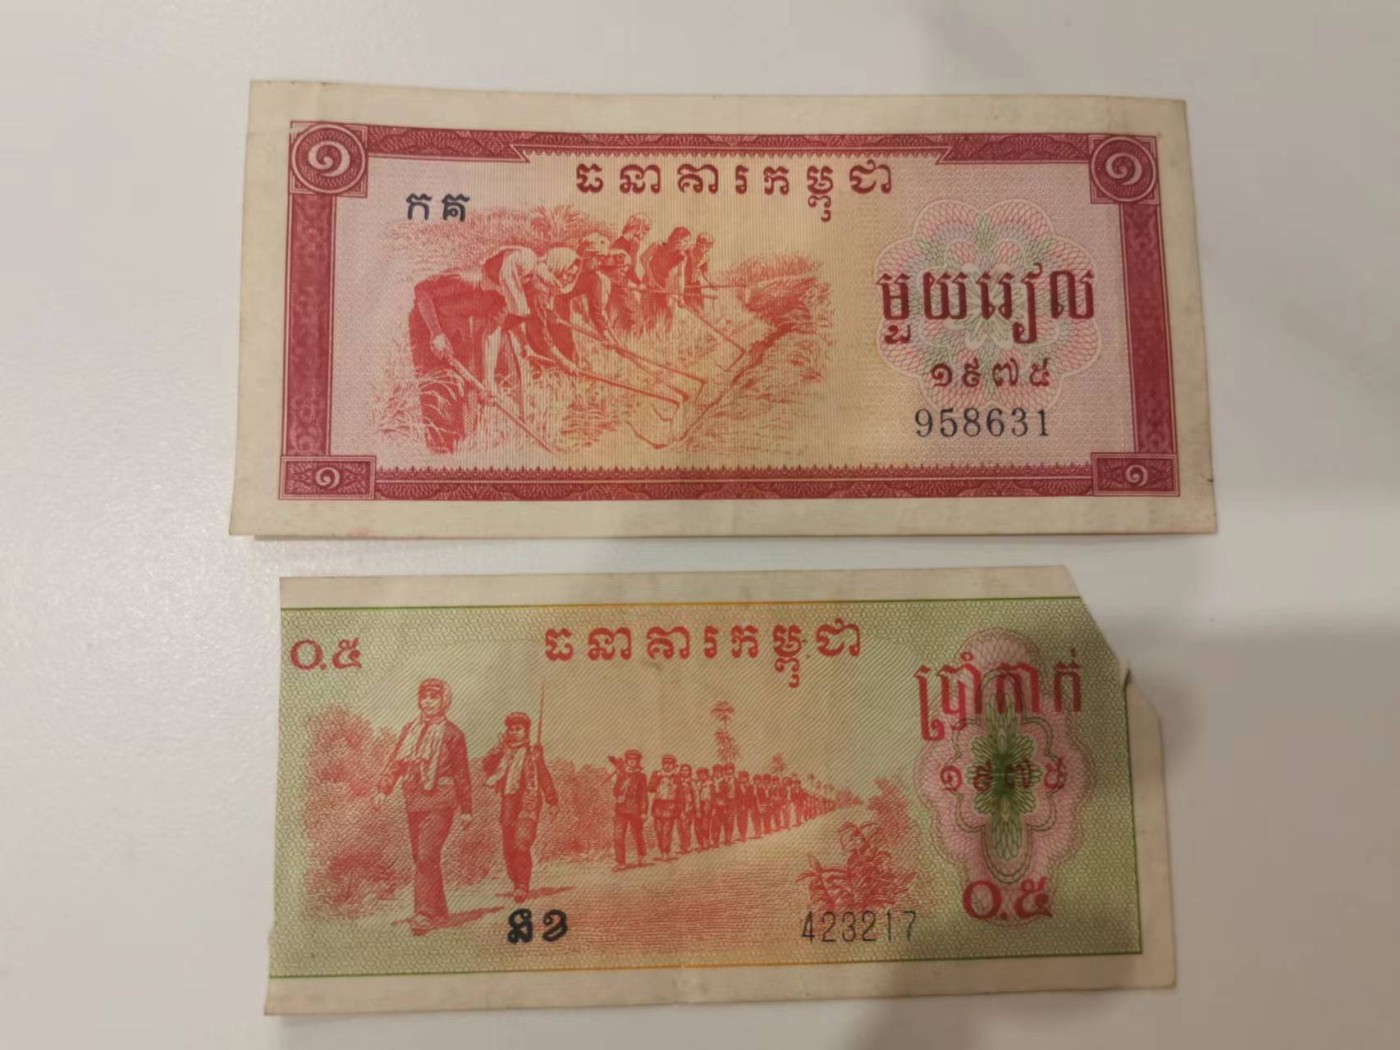 ១ ១
ធនាគារកម្ពុជា
កគ
មួយរៀល
១៩៧៥
958631
១ ១
ធនាគារកម្ពុជា
០.៥
ប្រាំកាក់
១៩៧៥
០.៥
នខ
423217